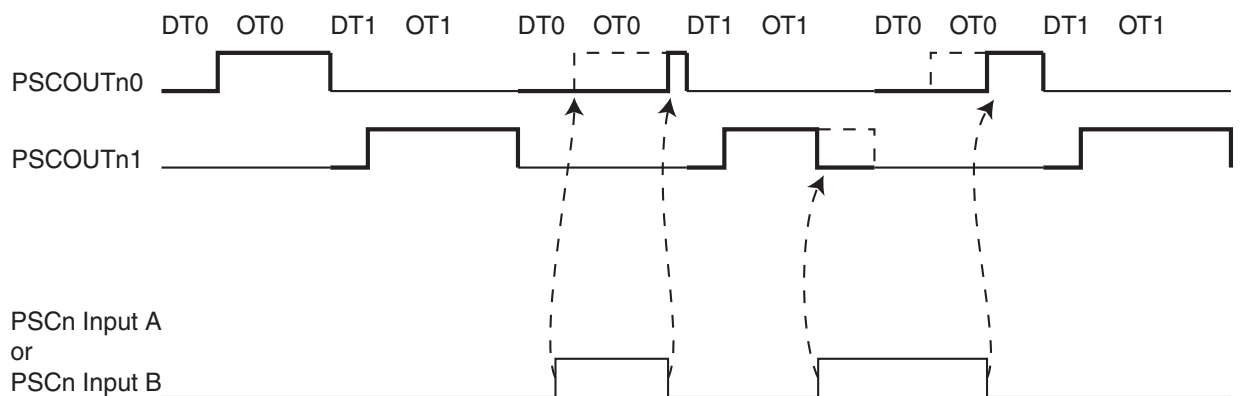 DT0 OT0 DT1 OT1 DT0 OT0 DT1 OT1 DT0 OT0 DT1 OT1
PSCOUTn0
PSCOUTn1
PSCn Input A
or
PSCn Input B